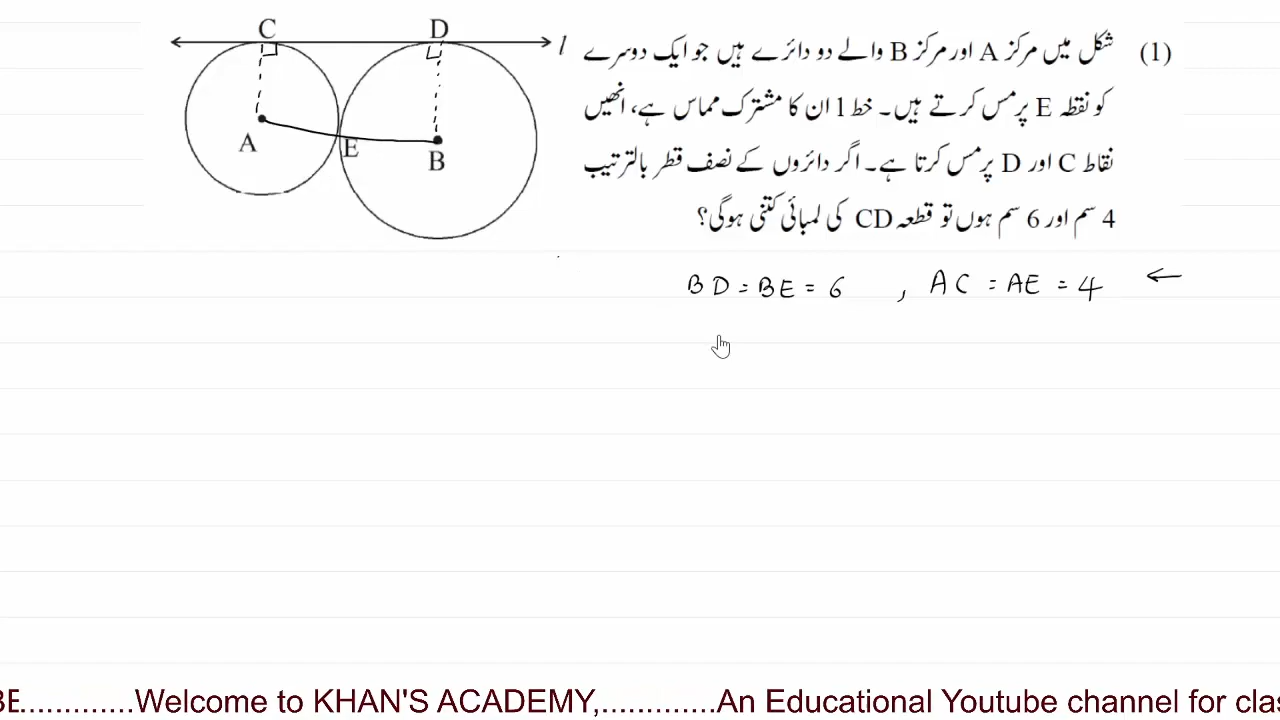 C D l
A E B
(1) شکل میں مرکز A اور مرکز B والے دو دائرے ہیں جو ایک دوسرے
کو نقطہ E پر مس کرتے ہیں۔ خط l ان کا مشترک مماس ہے، انھیں
نقاط C اور D پر مس کرتا ہے۔ اگر دائروں کے نصف قطر بالترتیب
4 سم اور 6 سم ہوں تو قطعہ CD کی لمبائی کتنی ہوگی؟
BD = BE = 6 , AC = AE = 4 ←
BE.............Welcome to KHAN'S ACADEMY,.............An Educational Youtube channel for clas